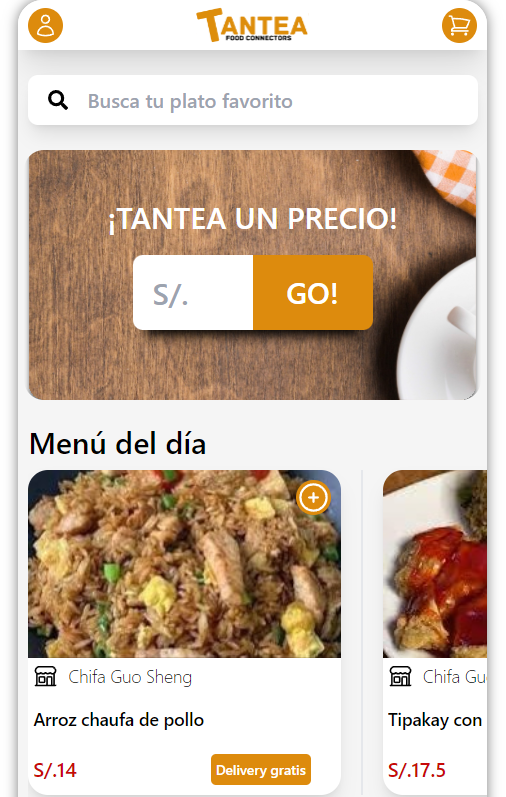 TANTEA
FOOD CONNECTORS
Busca tu plato favorito
¡TANTEA UN PRECIO!
S/.
GO!
Menú del día
Chifa Guo Sheng
Chifa Gu
Arroz chaufa de pollo
Tipakay con
S/.14
Delivery gratis
S/.17.5